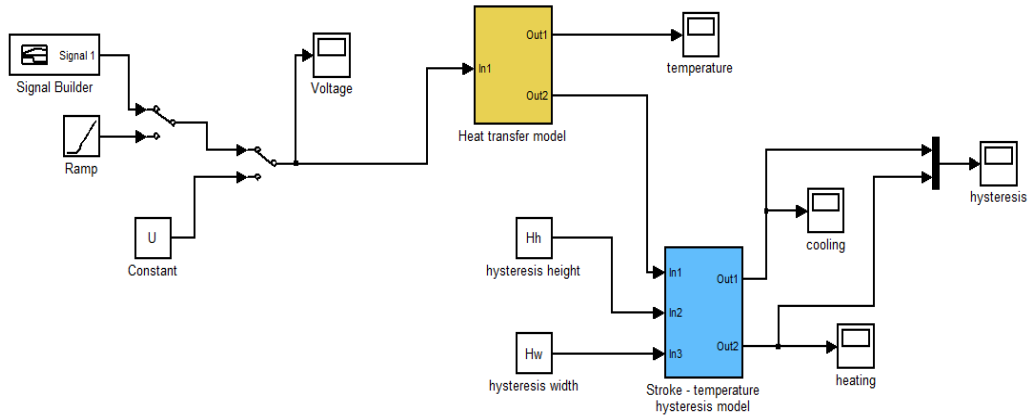 Signal 1
Signal Builder
Ramp
U
Constant
Voltage
In1
Out1
Out2
Heat transfer model
temperature
Hh
hysteresis height
Hw
hysteresis width
In1
In2
In3
Out1
Out2
Stroke - temperature
hysteresis model
cooling
heating
hysteresis